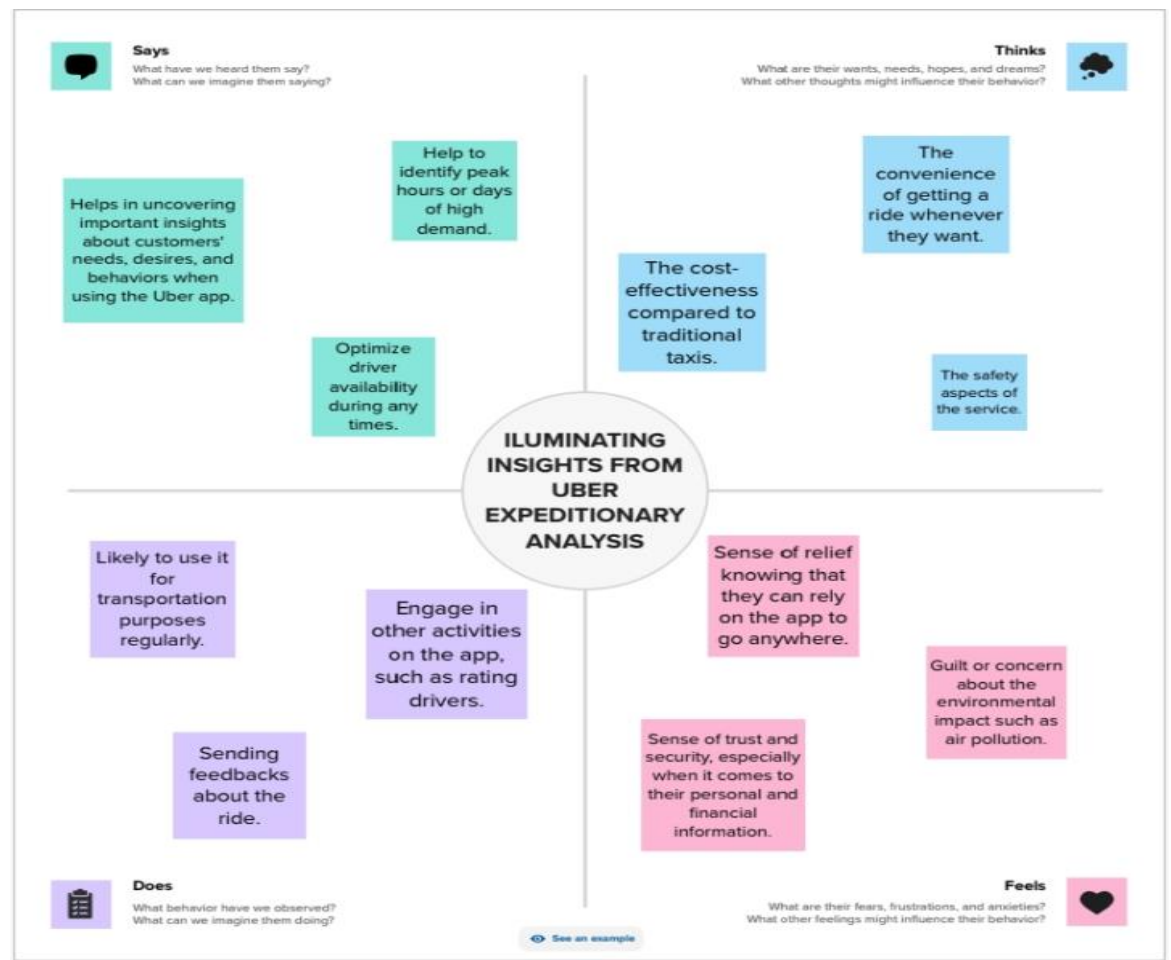 Says
What have we heard them say?
What can we imagine them saying?
Thinks
What are their wants, needs, hopes, and dreams?
What other thoughts might influence their behavior?
Helps in uncovering
important insights
about customers'
needs, desires, and
behaviors when
using the Uber app.
Help to
identify peak
hours or days
of high
demand.
Optimize
driver
availability
during any
times.
The
convenience
of getting a
ride whenever
they want.
The cost-
effectiveness
compared to
traditional
taxis.
The safety
aspects of
the service.
ILUMINATING
INSIGHTS FROM
UBER
EXPEDITIONARY
ANALYSIS
Likely to use it
for
transportation
purposes
regularly.
Engage in
other activities
on the app,
such as rating
drivers.
Sending
feedbacks
about the
ride.
Sense of relief
knowing that
they can rely
on the app to
go anywhere.
Guilt or concern
about the
environmental
impact such as
air pollution.
Sense of trust and
security, especially
when it comes to
their personal and
financial
information.
Does
What behavior have we observed?
What can we imagine them doing?
Feels
What are their fears, frustrations, and anxieties?
What other feelings might influence their behavior?
See an example